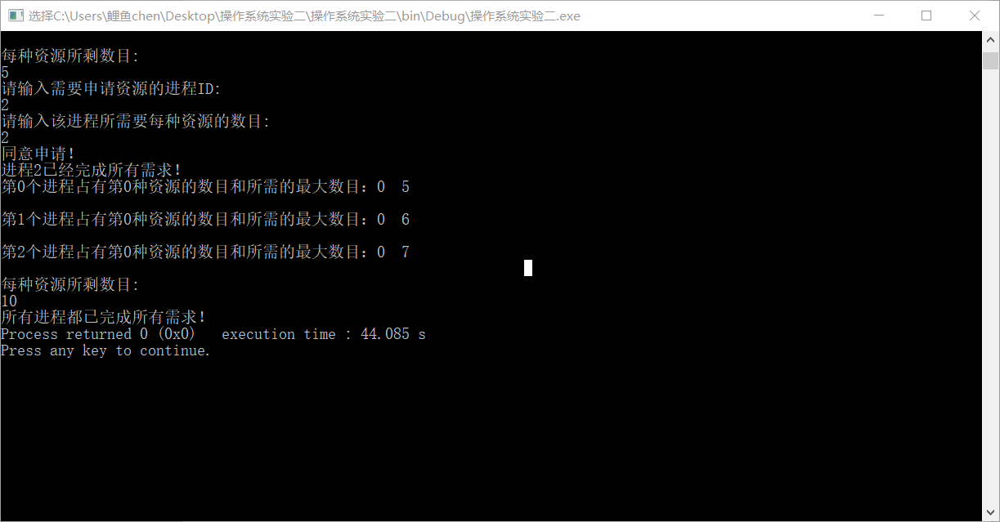 选择C:\Users\鲤鱼chen\Desktop\操作系统实验二\操作系统实验二\bin\Debug\操作系统实验二.exe
每种资源所剩数目:
5
请输入需要申请资源的进程ID:
2
请输入该进程所需要每种资源的数目:
2
同意申请!
进程2已经完成所有需求!
第0个进程占有第0种资源的数目和所需的最大数目: 0  5
第1个进程占有第0种资源的数目和所需的最大数目: 0  6
第2个进程占有第0种资源的数目和所需的最大数目: 0  7
每种资源所剩数目:
10
所有进程都已完成所有需求!
Process returned 0 (0x0)   execution time : 44.085 s
Press any key to continue.